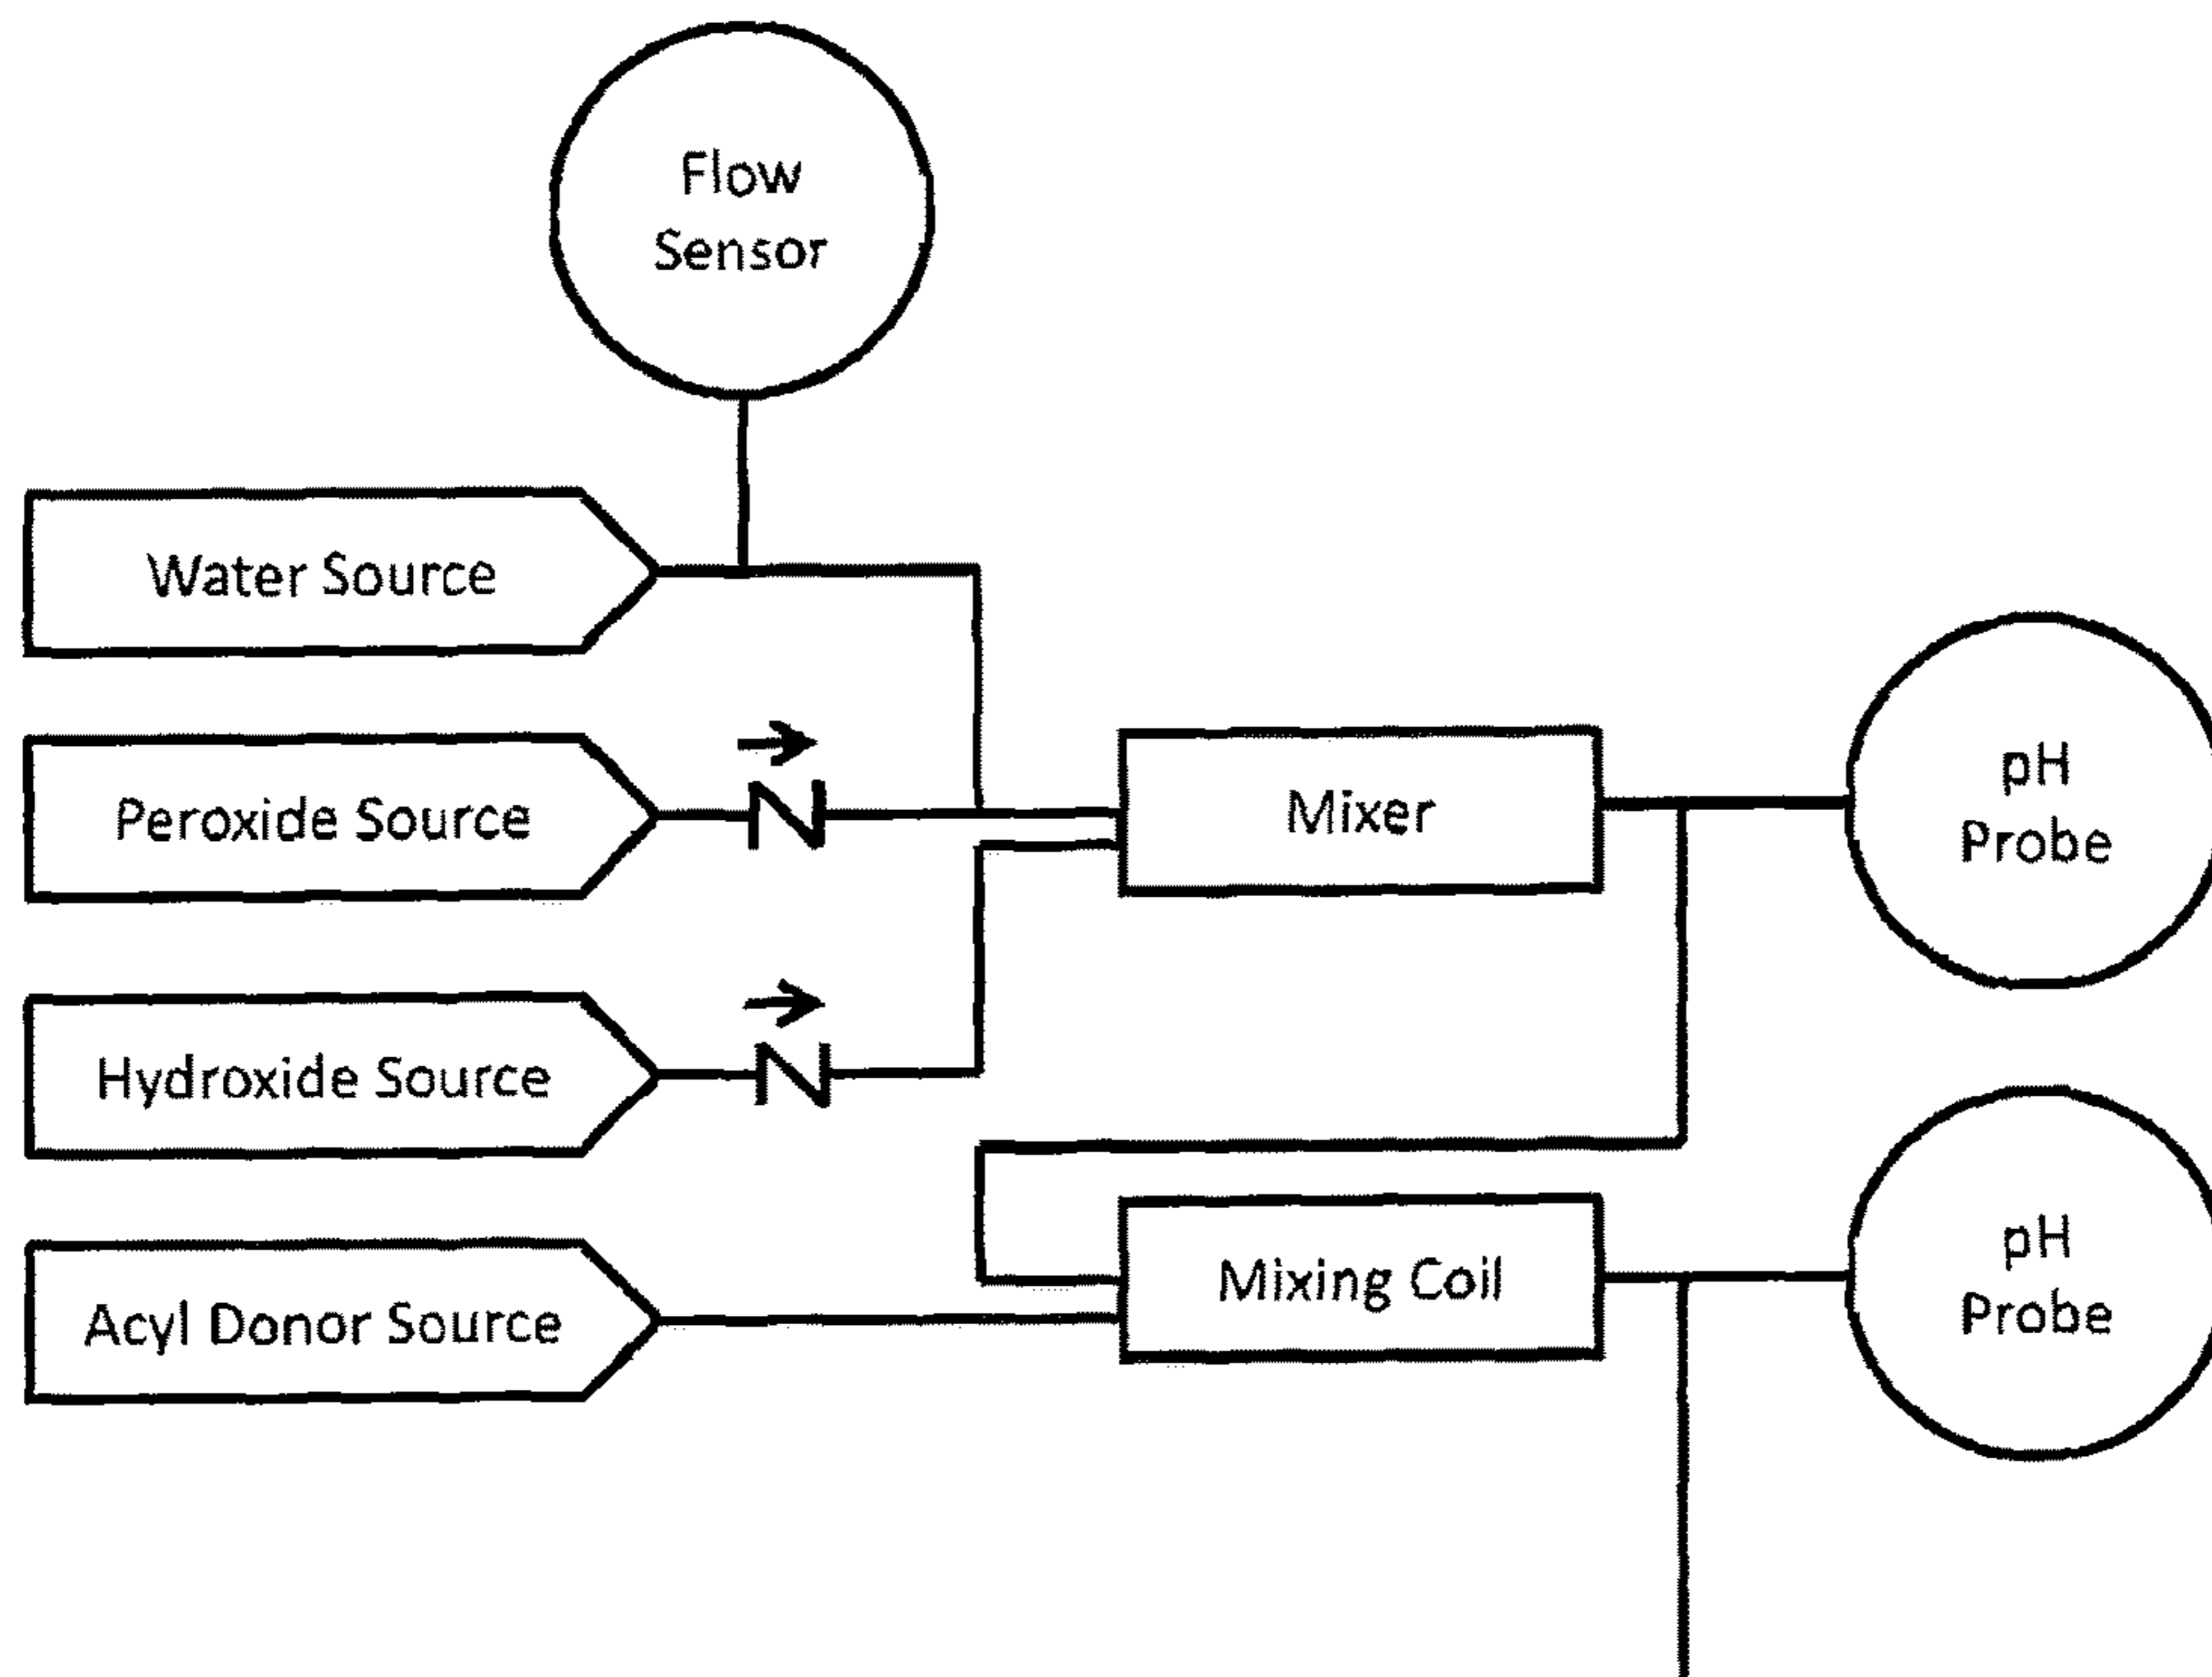 Flow
Sensor
Water Source
Peroxide Source
Mixer
pH
Probe
Hydroxide Source
Acyl Donor Source
Mixing Coil
pH
Probe